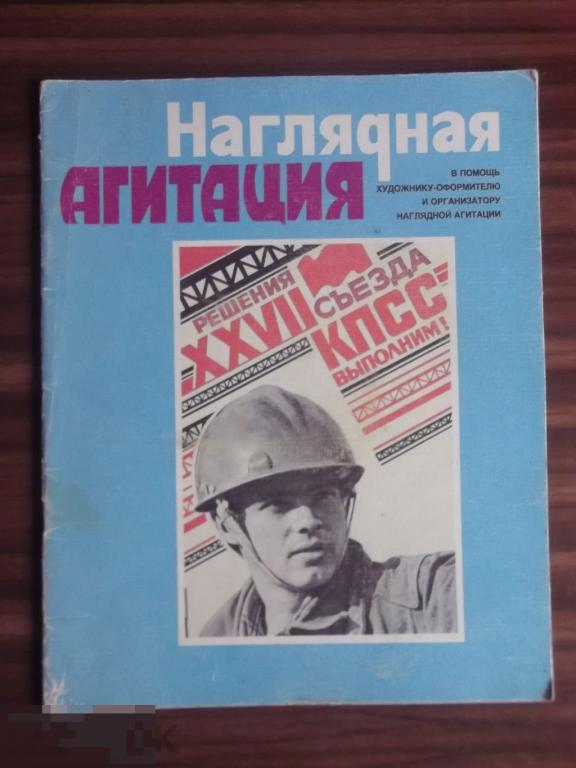 Наглядная
АГИТАЦИЯ
В ПОМОЩЬ
ХУДОЖНИКУ-ОФОРМИТЕЛЮ
И ОРГАНИЗАТОРУ
НАГЛЯДНОЙ АГИТАЦИИ
РЕШЕНИЯ
XXVII СЪЕЗДА
КПСС
ВЫПОЛНИМ!